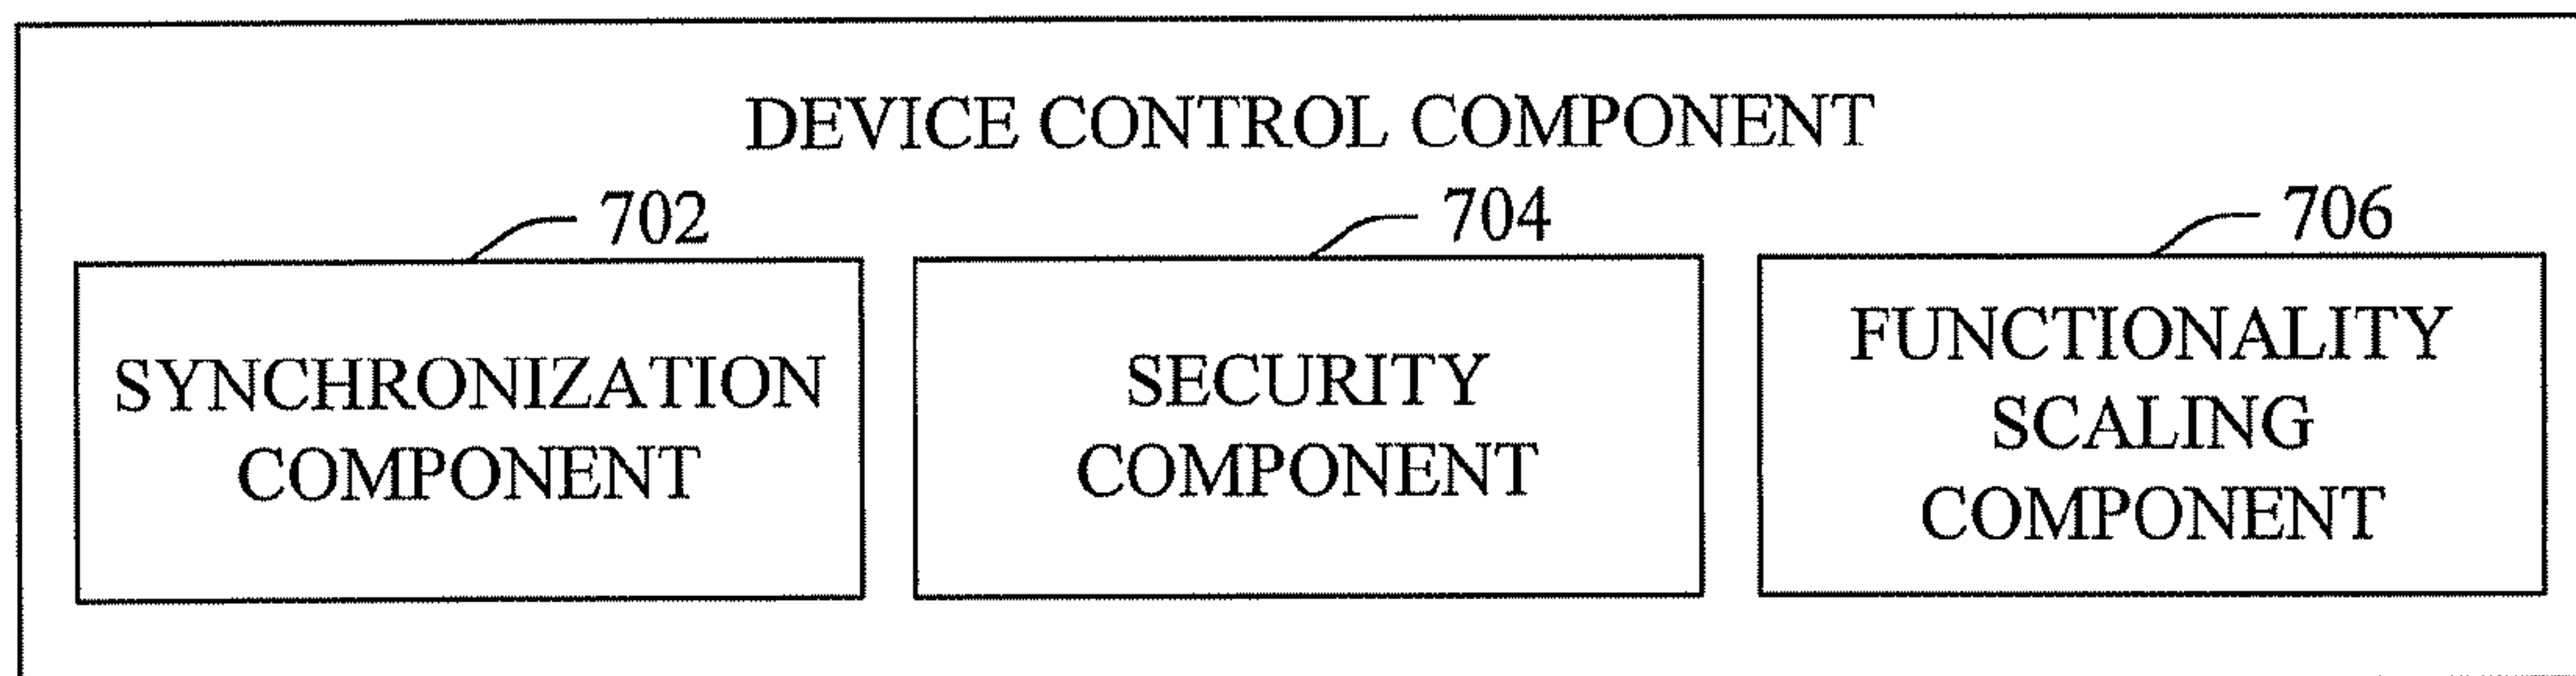 DEVICE CONTROL COMPONENT
702
704
706
SYNCHRONIZATION
COMPONENT
SECURITY
COMPONENT
FUNCTIONALITY
SCALING
COMPONENT